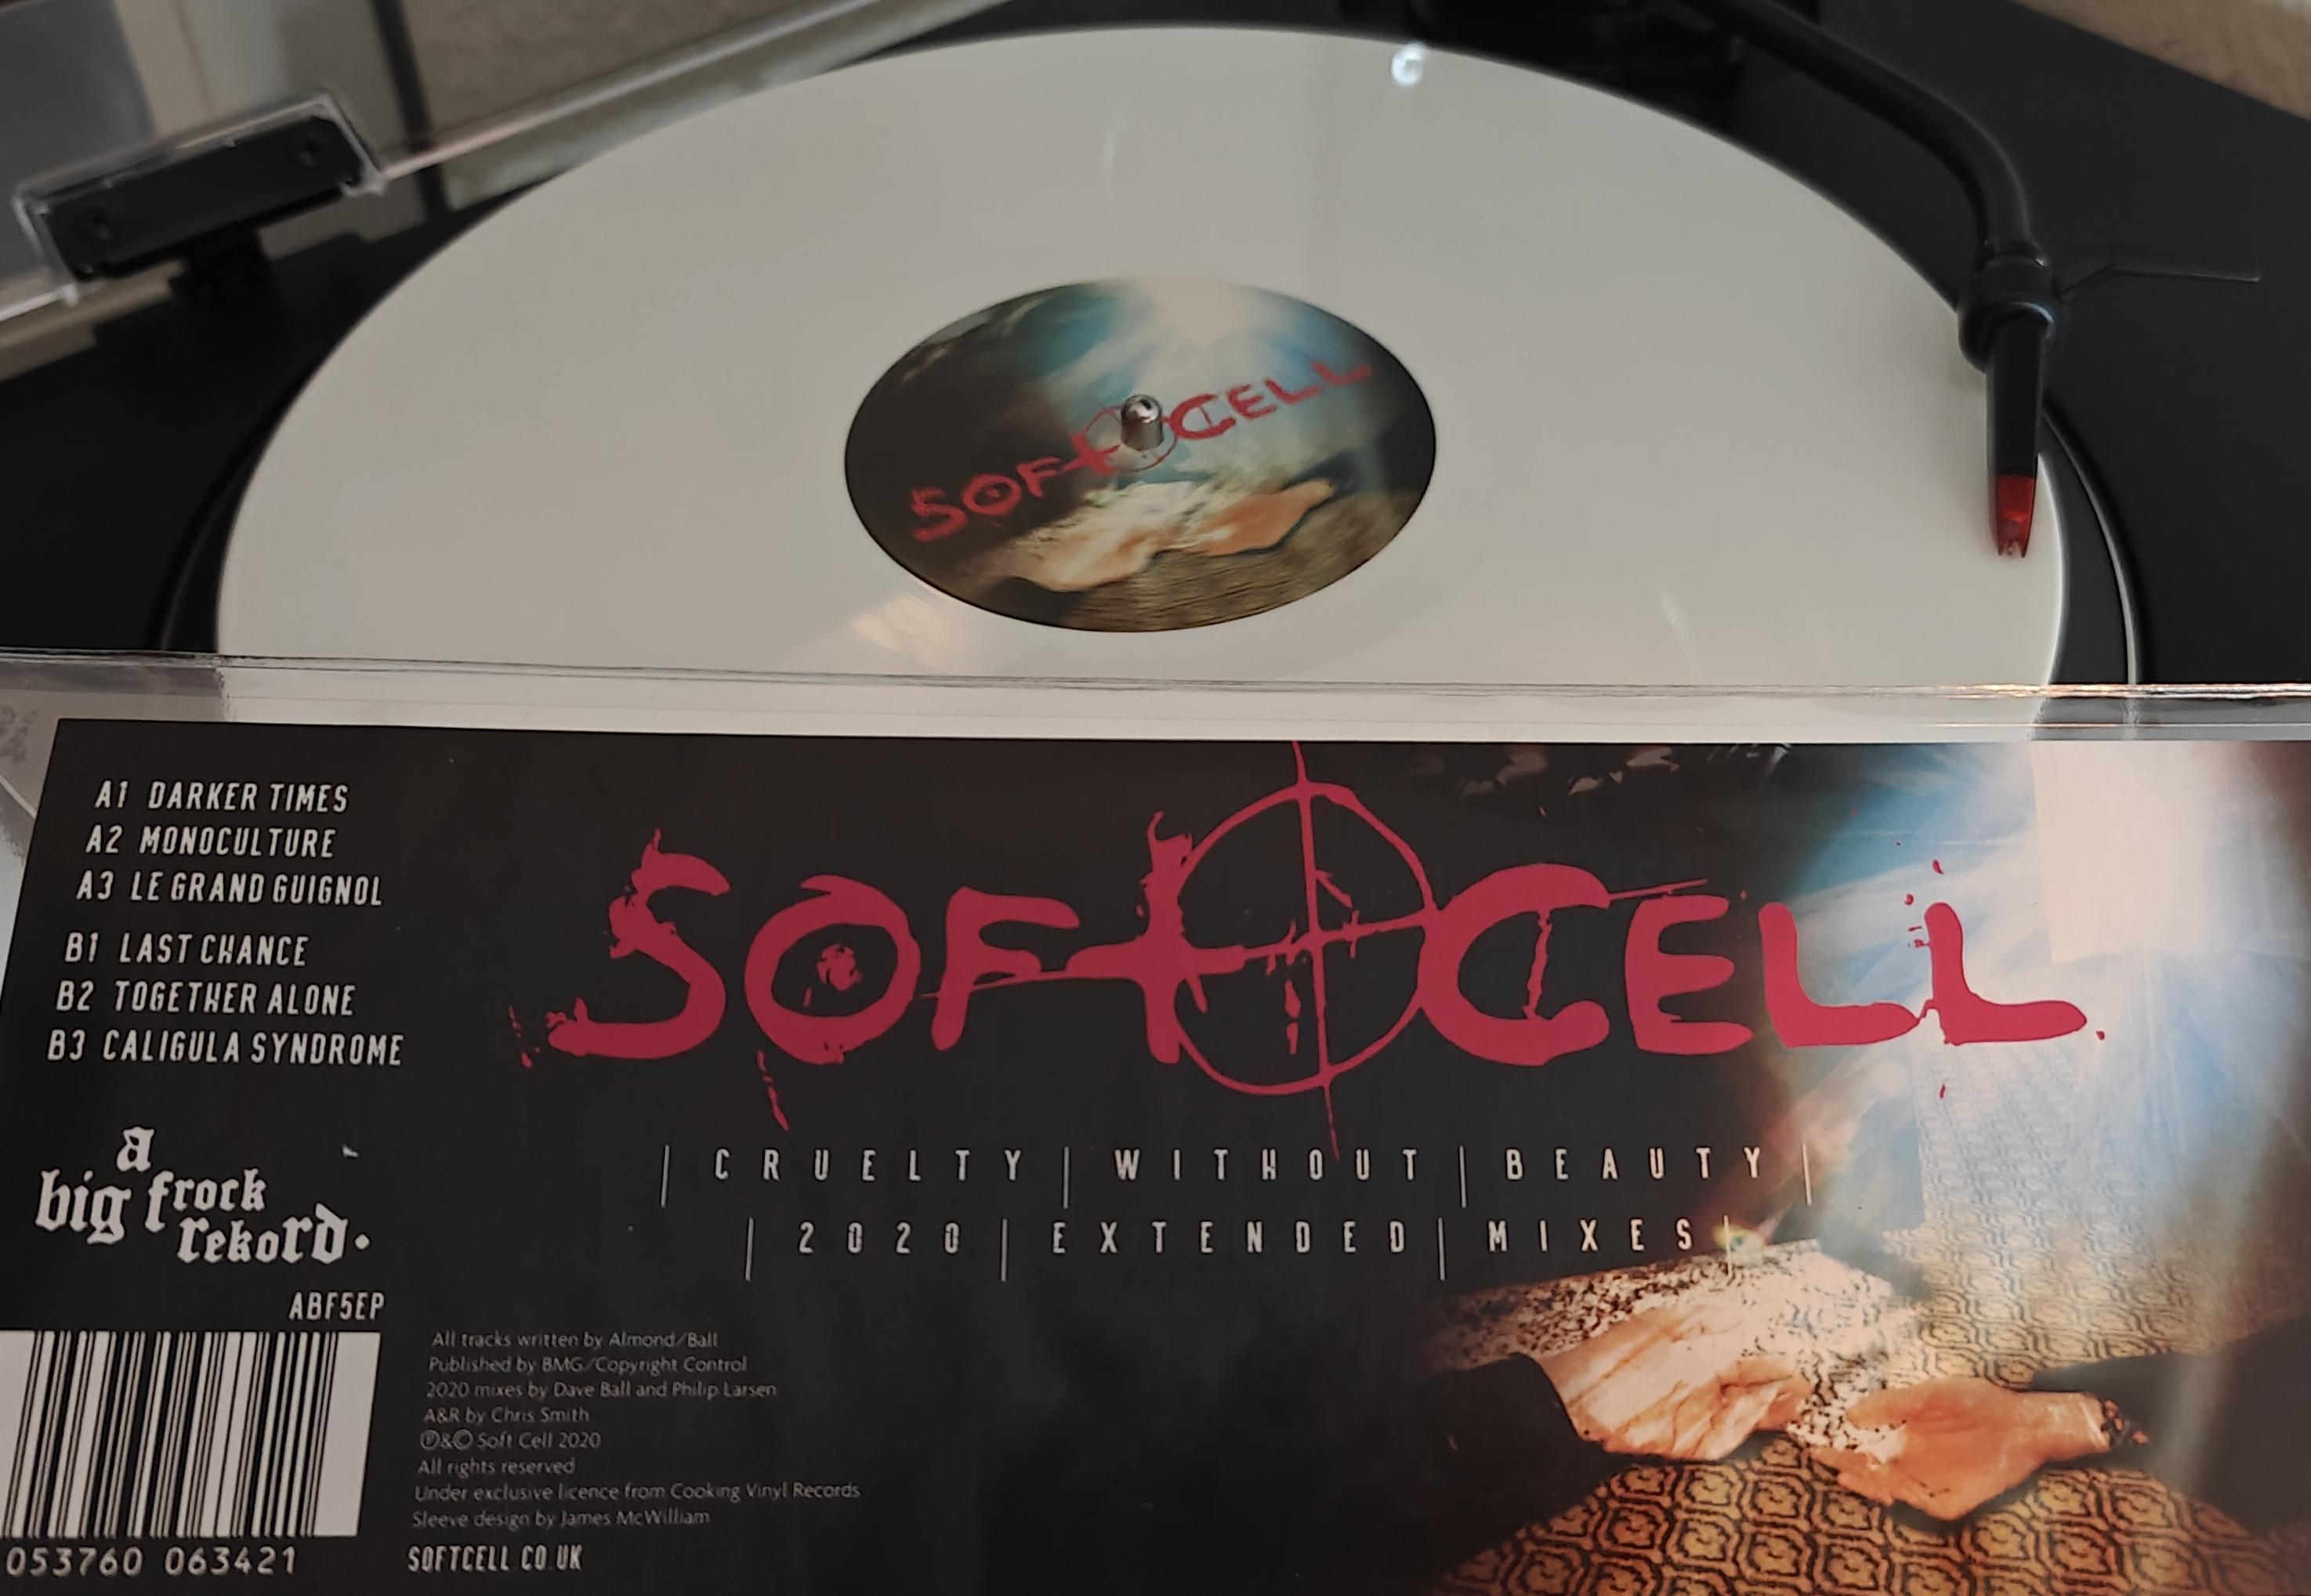 SOFT CELL
A1 DARKER TIMES
A2 MONOCULTURE
A3 LE GRAND GUIGNOL
B1 LAST CHANCE
B2 TOGETHER ALONE
B3 CALIGULA SYNDROME
a
big frock
rekord.
ABF5EP
053760 063421
SOFT CELL
| CRUELTY | WITHOUT | BEAUTY |
| 2020 | EXTENDED | MIXES |
All tracks written by Almond/Ball
Published by BMG/Copyright Control
2020 mixes by Dave Ball and Philip Larsen
A&R by Chris Smith
℗&© Soft Cell 2020
All rights reserved
Under exclusive licence from Cooking Vinyl Records
Sleeve design by James McWilliam
SOFTCELL.CO.UK